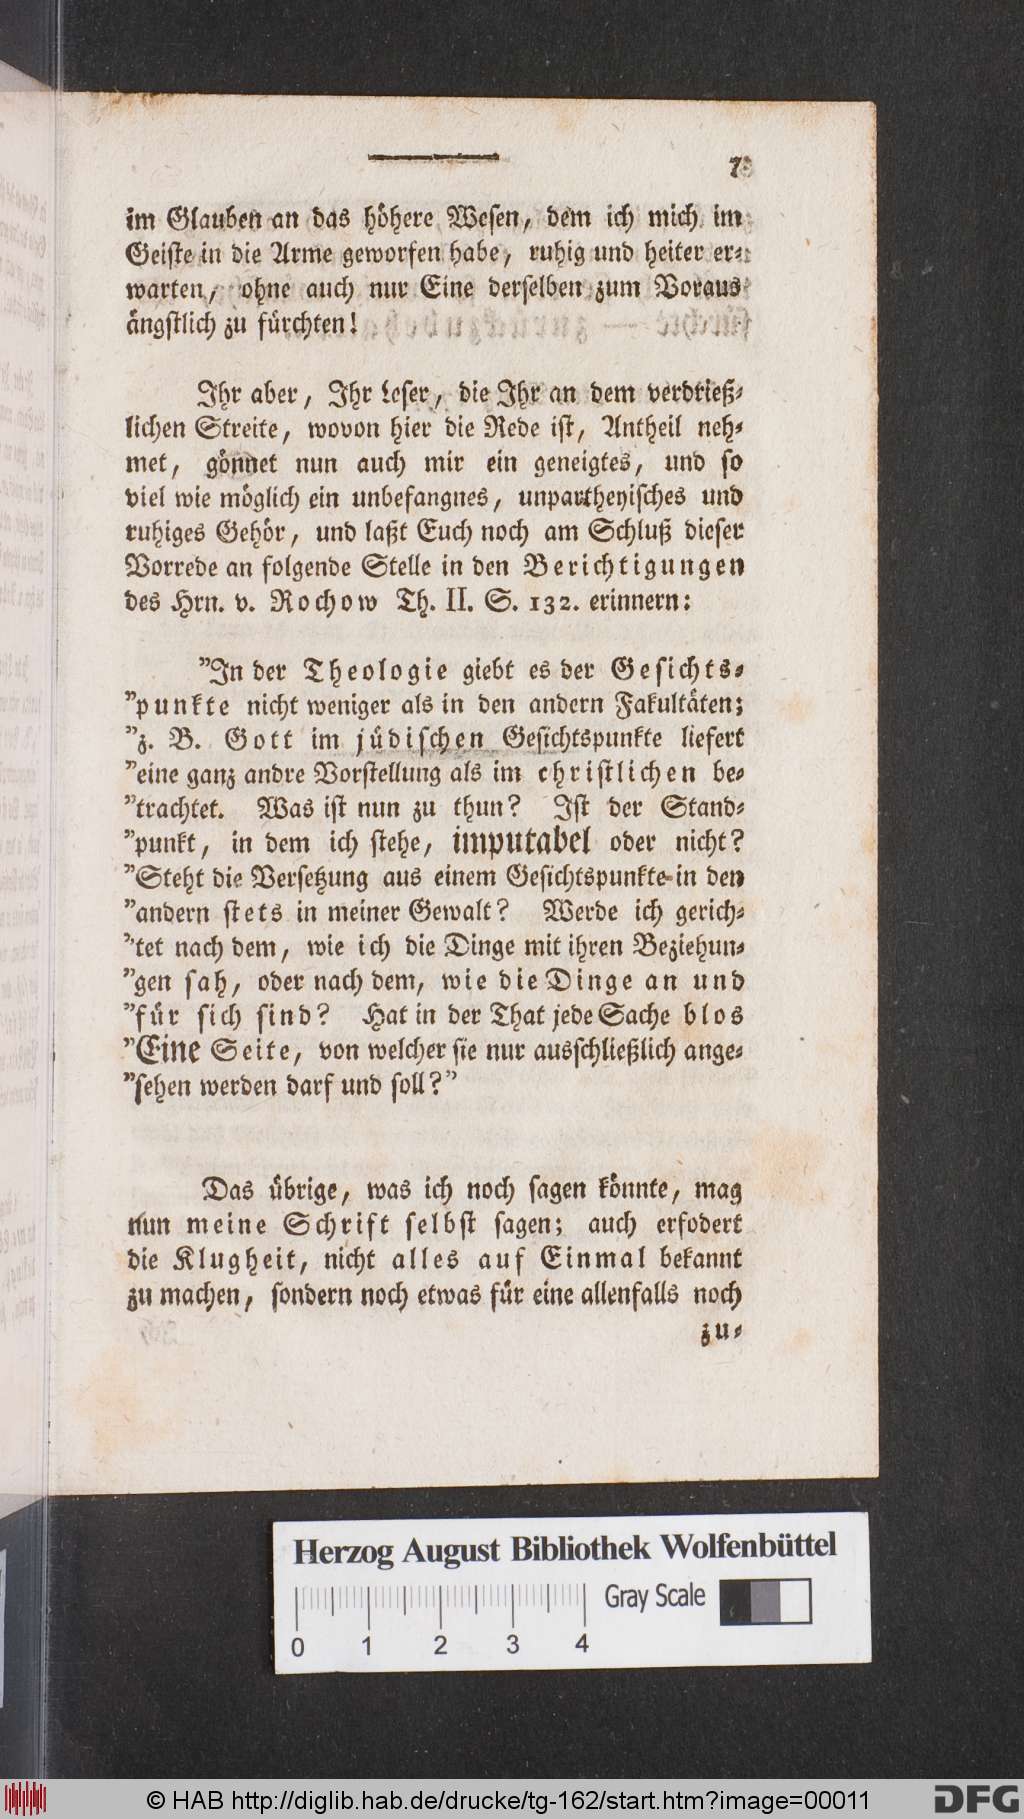 7
im Glauben an das höhere Wesen, dem ich mich im
Geiste in die Arme geworfen habe, ruhig und heiter er-
warten, ohne auch nur Eine derselben zum Voraus
ängstlich zu fürchten!
Ihr aber, Ihr Leser, die Ihr an dem verdrieß-
lichen Streite, wovon hier die Rede ist, Antheil neh-
met, gönnet nun auch mir ein geneigtes, und so
viel wie möglich ein unbefangnes, unpartheyisches und
ruhiges Gehör, und laßt Euch noch am Schluß dieser
Vorrede an folgende Stelle in den Berichtigungen
des Hrn. v. Rochow Th. II. S. 132. erinnern:
"In der Theologie giebt es der Gesichts-
"punkte nicht weniger als in den andern Fakultäten;
"z. B. Gott im jüdischen Gesichtspunkte liefert
"eine ganz andre Vorstellung als im christlichen be-
"trachtet. Was ist nun zu thun? Ist der Stand-
"punkt, in dem ich stehe, imputabel oder nicht?
"Steht die Versetzung aus einem Gesichtspunkte in den
"andern stets in meiner Gewalt? Werde ich gerich-
"tet nach dem, wie ich die Dinge mit ihren Beziehun-
"gen sah, oder nach dem, wie die Dinge an und
"für sich sind? Hat in der That jede Sache blos
"Eine Seite, von welcher sie nur ausschließlich ange-
"sehen werden darf und soll?"
Das übrige, was ich noch sagen könnte, mag
nun meine Schrift selbst sagen; auch erfodert
die Klugheit, nicht alles auf Einmal bekannt
zu machen, sondern noch etwas für eine allenfalls noch
zu-
Herzog August Bibliothek Wolfenbüttel
Gray Scale
0 1 2 3 4
© HAB http://diglib.hab.de/drucke/tg-162/start.htm?image=00011
DFG